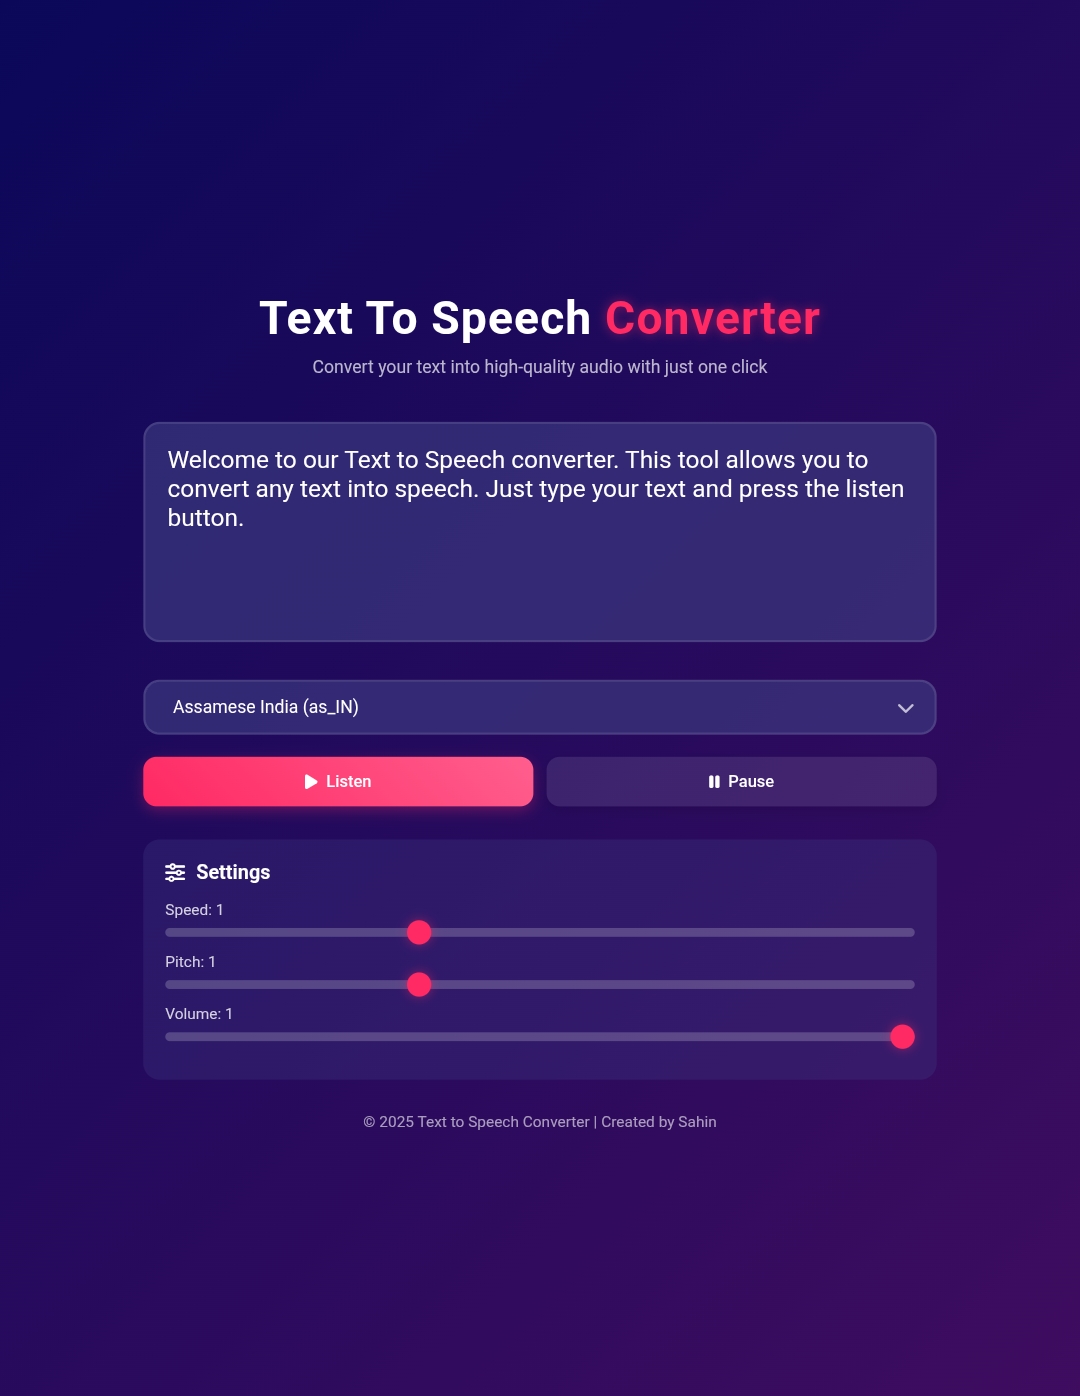 Text To Speech Converter
Convert your text into high-quality audio with just one click
Welcome to our Text to Speech converter. This tool allows you to
convert any text into speech. Just type your text and press the listen
button.
Assamese India (as_IN)
Listen
Pause
Settings
Speed: 1
Pitch: 1
Volume: 1
© 2025 Text to Speech Converter | Created by Sahin